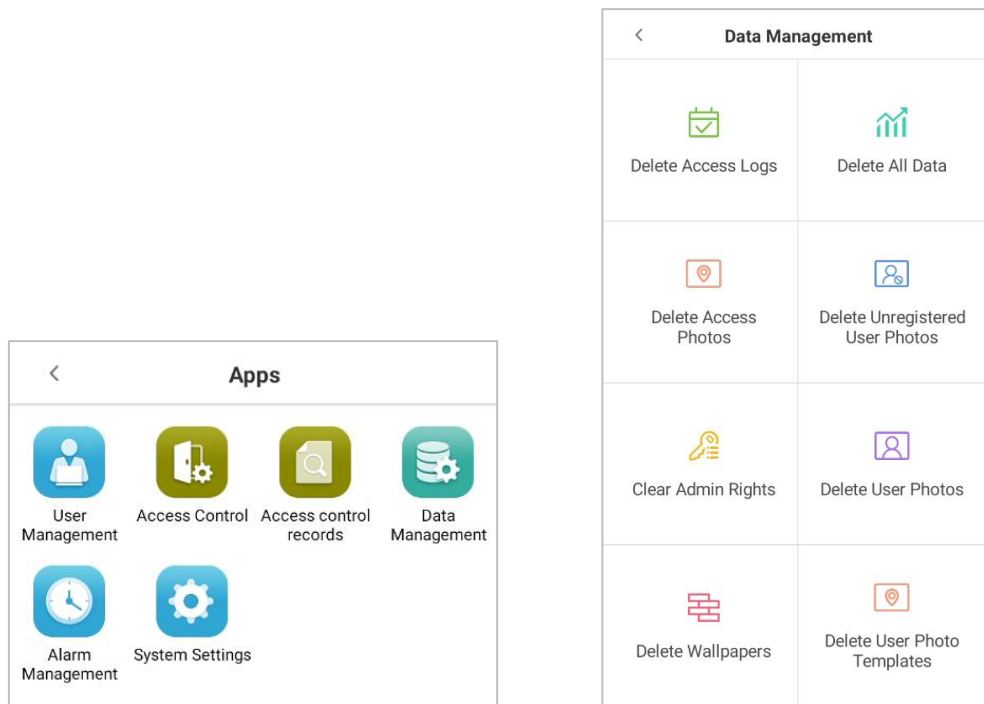 Apps
User
Management
Access Control
Access control
records
Data
Management
Alarm
Management
System Settings
Data Management
Delete Access Logs
Delete All Data
Delete Access
Photos
Delete Unregistered
User Photos
Clear Admin Rights
Delete User Photos
Delete Wallpapers
Delete User Photo
Templates